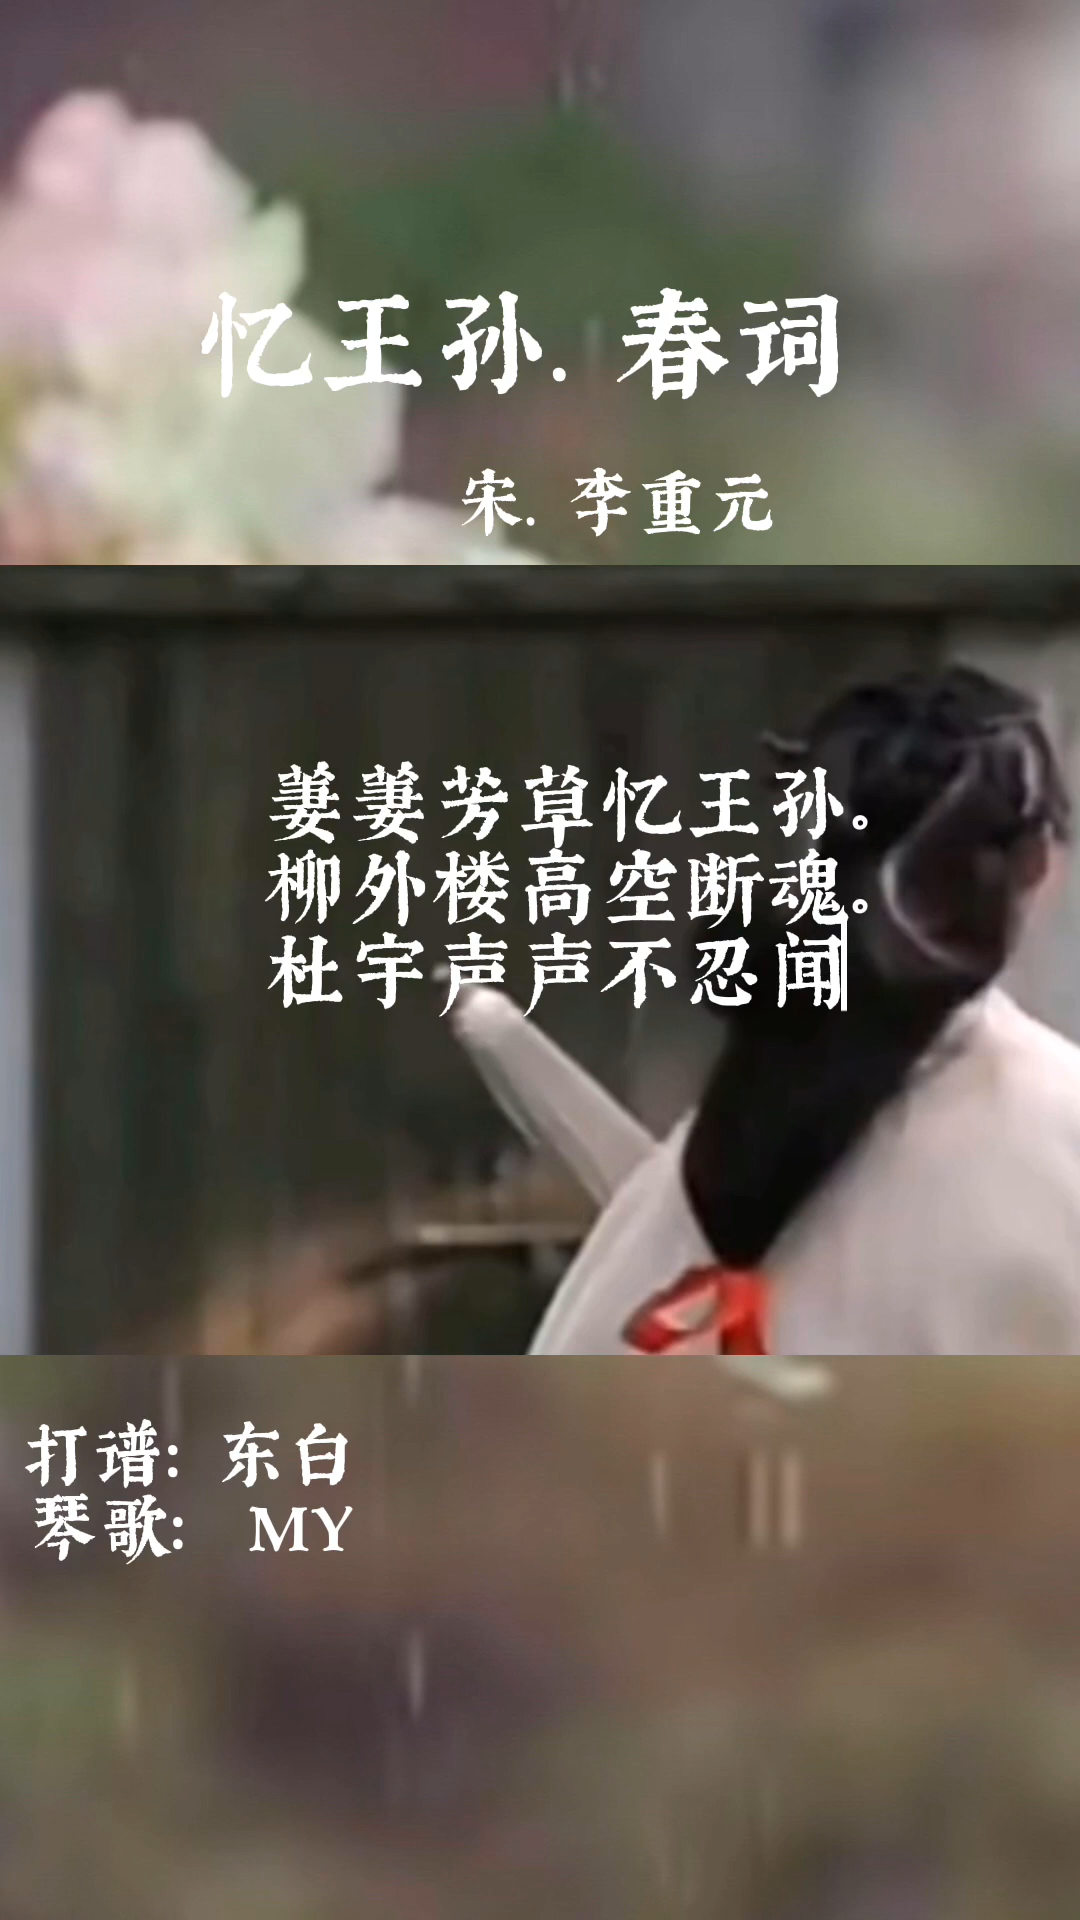 忆王孙. 春词
宋. 李重元
萋萋芳草忆王孙。
柳外楼高空断魂。
杜宇声声不忍闻
打谱: 东白
琴歌: MY